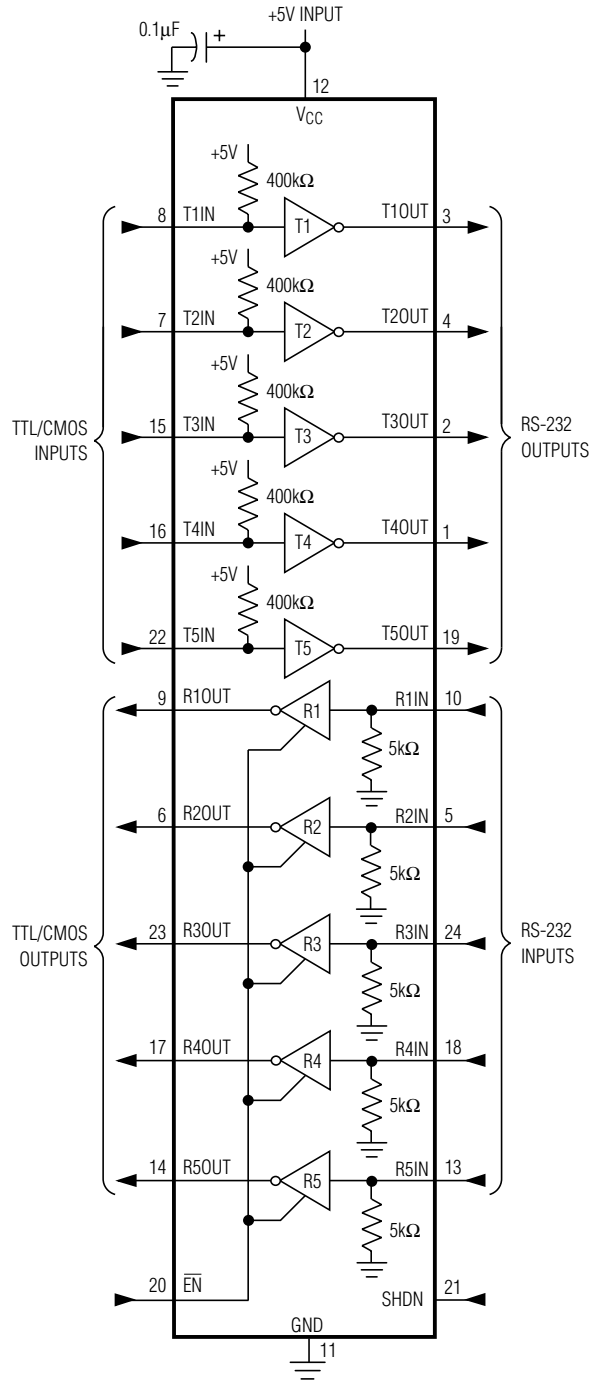 +5V INPUT
0.1µF
+
12
VCC
+5V
400kΩ
8 T1IN T1 T1OUT 3
+5V
400kΩ
7 T2IN T2 T2OUT 4
+5V
400kΩ
TTL/CMOS
INPUTS
15 T3IN T3 T3OUT 2
RS-232
OUTPUTS
+5V
400kΩ
16 T4IN T4 T4OUT 1
+5V
400kΩ
22 T5IN T5 T5OUT 19
9 R1OUT R1 R1IN 10
5kΩ
6 R2OUT R2 R2IN 5
5kΩ
TTL/CMOS
OUTPUTS
23 R3OUT R3 R3IN 24
RS-232
INPUTS
5kΩ
17 R4OUT R4 R4IN 18
5kΩ
14 R5OUT R5 R5IN 13
5kΩ
20 E̅N̅ SHDN 21
GND
11